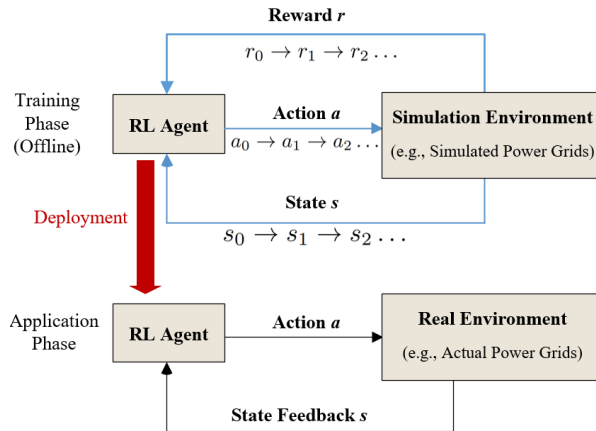 Reward r
r₀ → r₁ → r₂ …
Training
Phase
(Offline)
RL Agent
Action a
a₀ → a₁ → a₂ …
Simulation Environment
(e.g., Simulated Power Grids)
State s
s₀ → s₁ → s₂ …
Deployment
Application
Phase
RL Agent
Action a
Real Environment
(e.g., Actual Power Grids)
State Feedback s